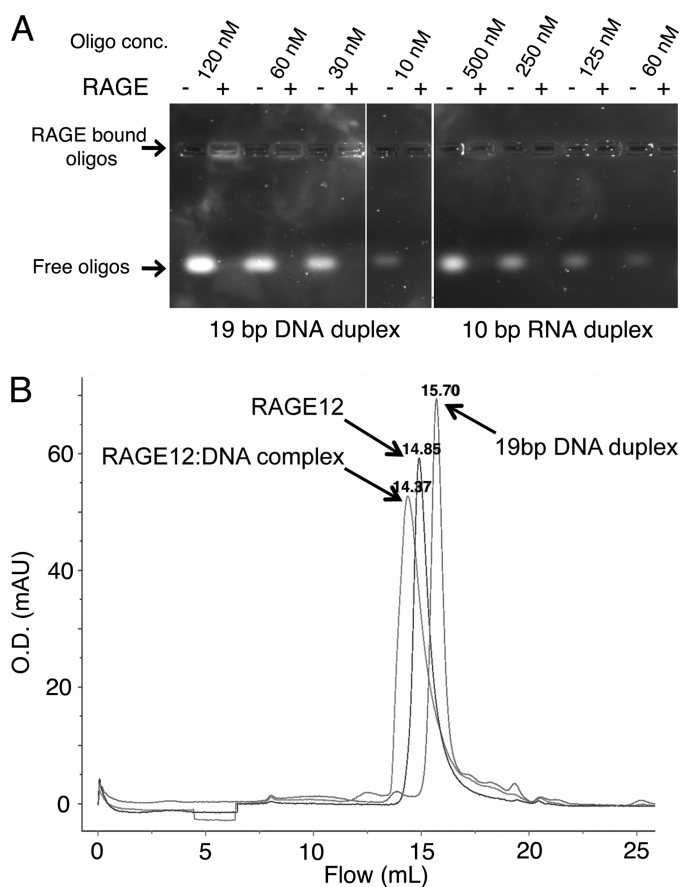 A
Oligo conc.
120 nM 60 nM 30 nM 10 nM 500 nM 250 nM 125 nM 60 nM
RAGE - + - + - + - + - + - + - + - +
RAGE bound
oligos
Free oligos
19 bp DNA duplex 10 bp RNA duplex
B
15.70
RAGE12
14.85
19bp DNA duplex
RAGE12:DNA complex
14.37
60
40
20
0
O.D. (mAU)
0 5 10 15 20 25
Flow (mL)